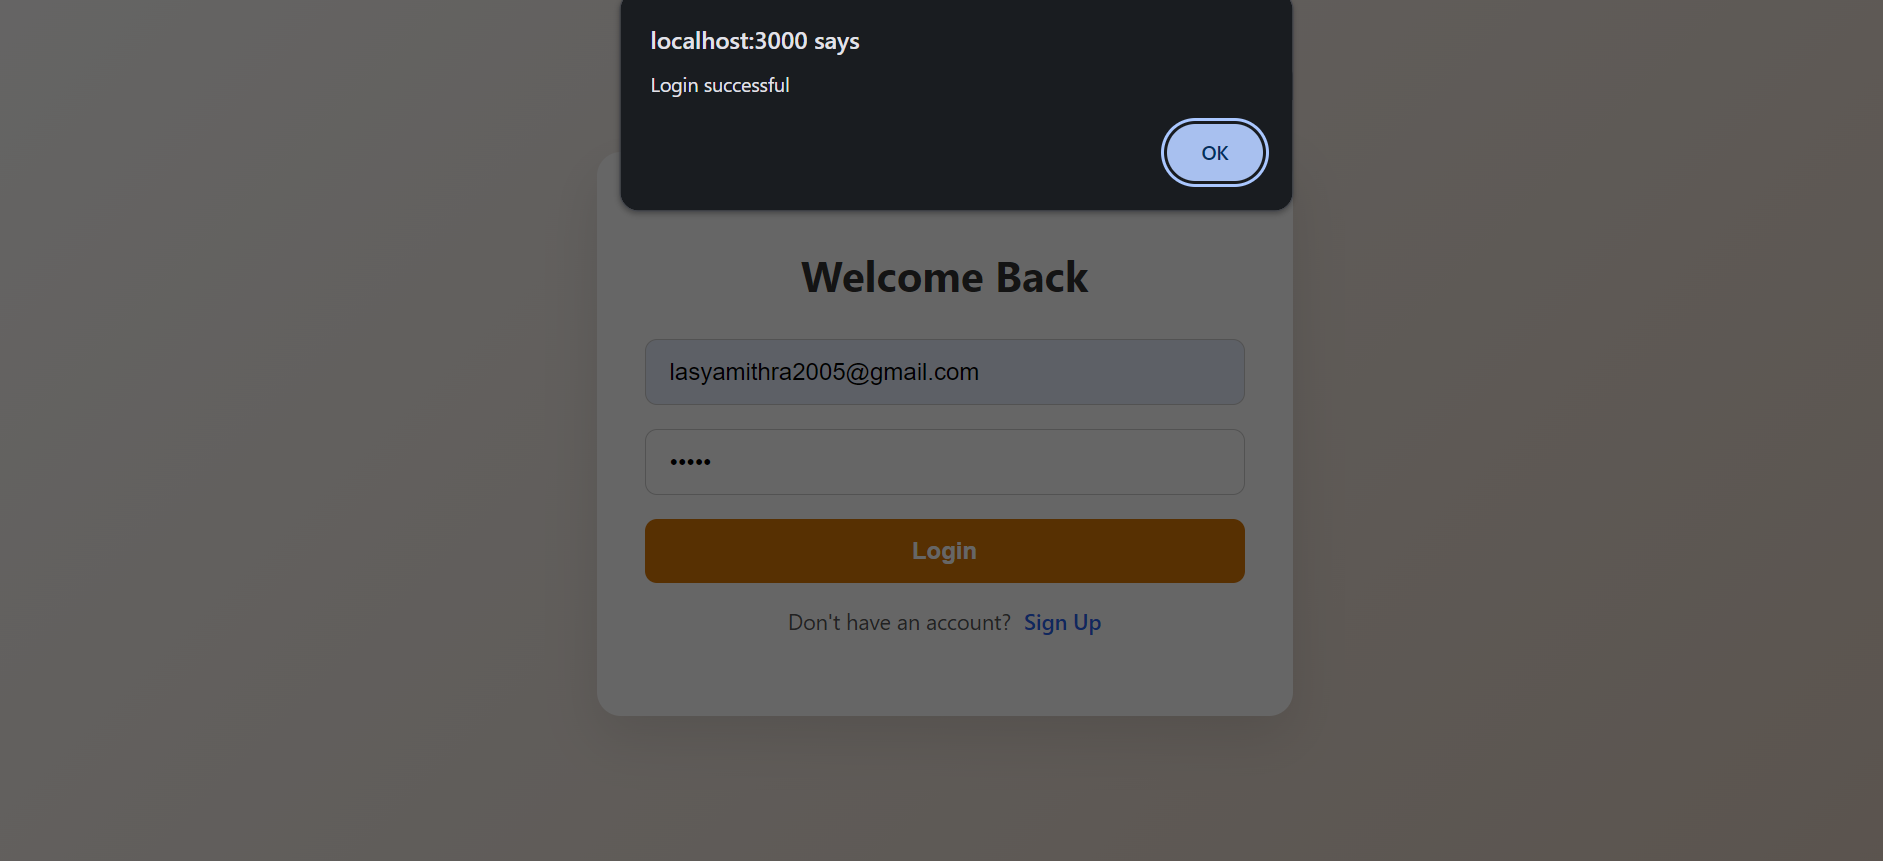 localhost:3000 says
Login successful
OK
Welcome Back
lasyamithra2005@gmail.com
•••••
Login
Don't have an account? Sign Up